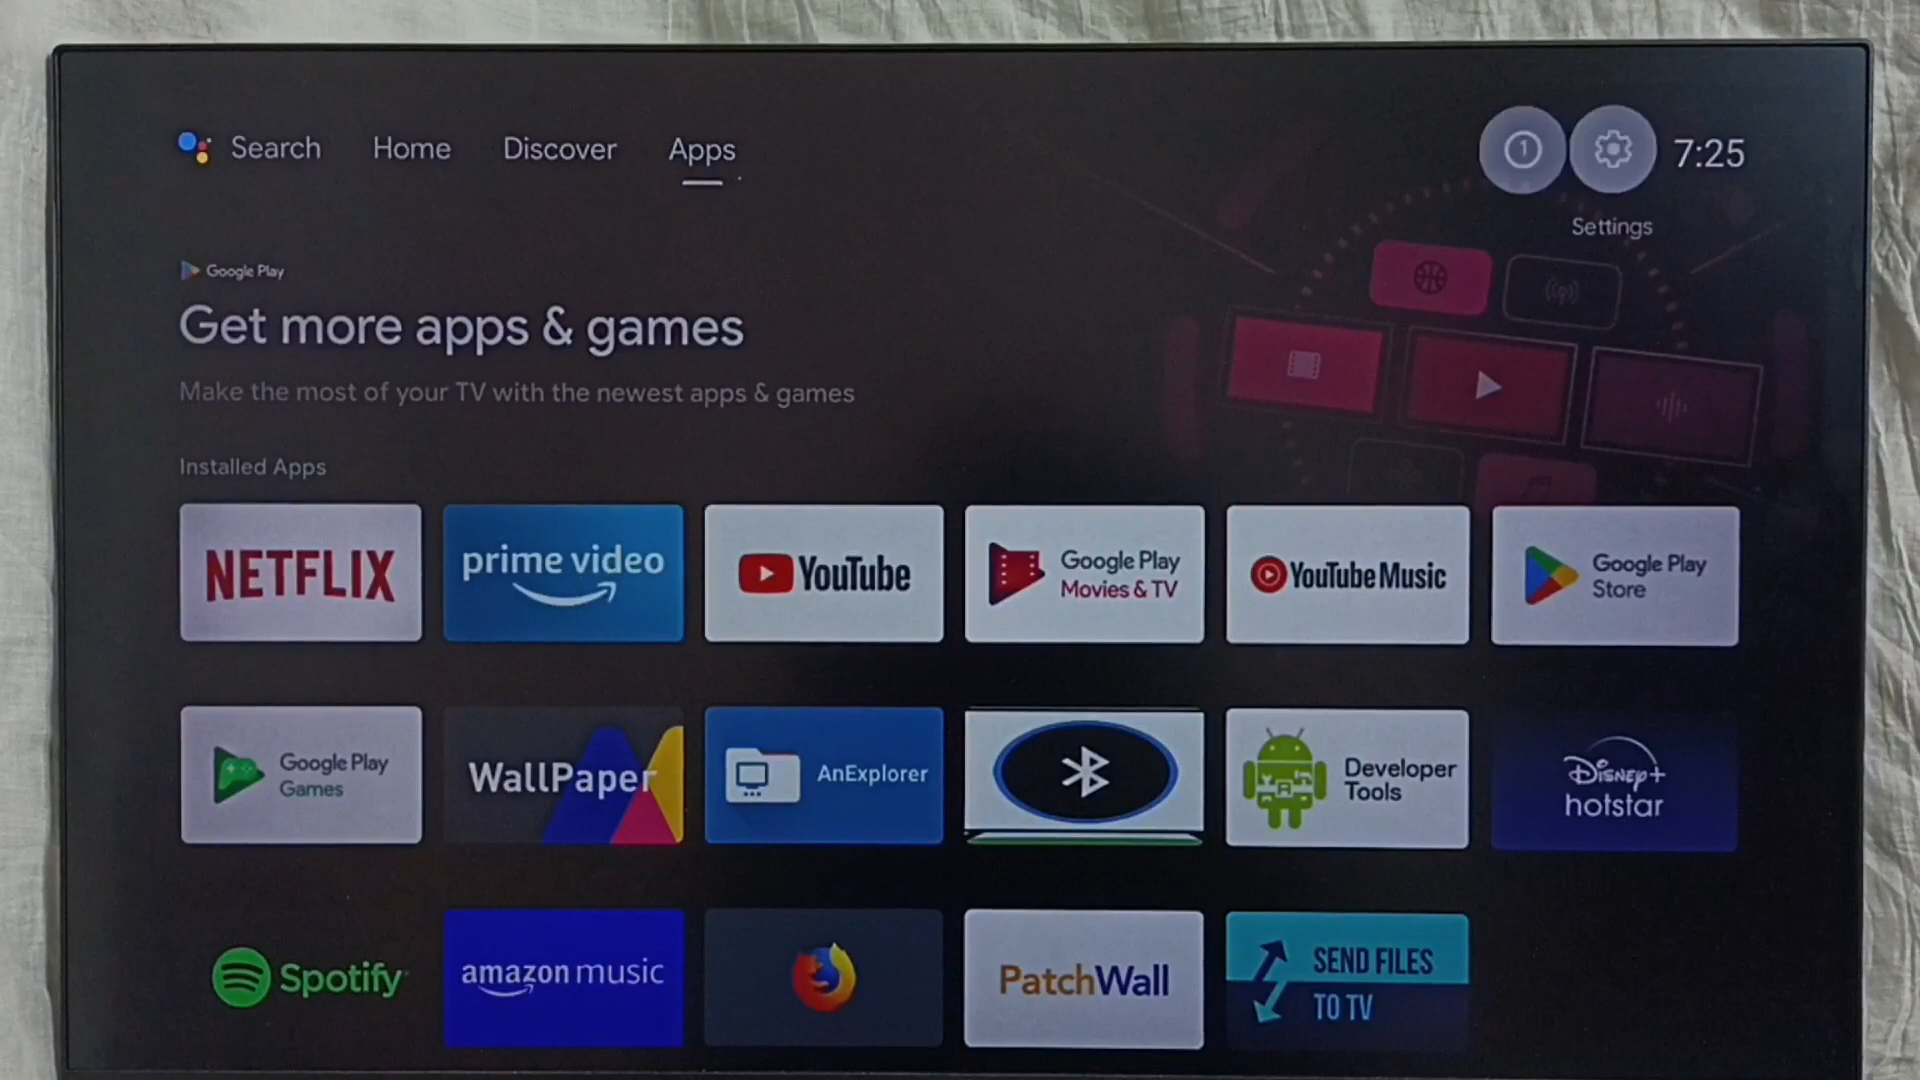 Search Home Discover Apps
1
7:25
Settings
Google Play
Get more apps & games
Make the most of your TV with the newest apps & games
Installed Apps
NETFLIX
prime video
YouTube
Google Play
Movies & TV
YouTube Music
Google Play
Store
Google Play
Games
WallPaper
AnExplorer
Developer
Tools
Disney+
hotstar
Spotify
amazon music
PatchWall
SEND FILES
TO TV